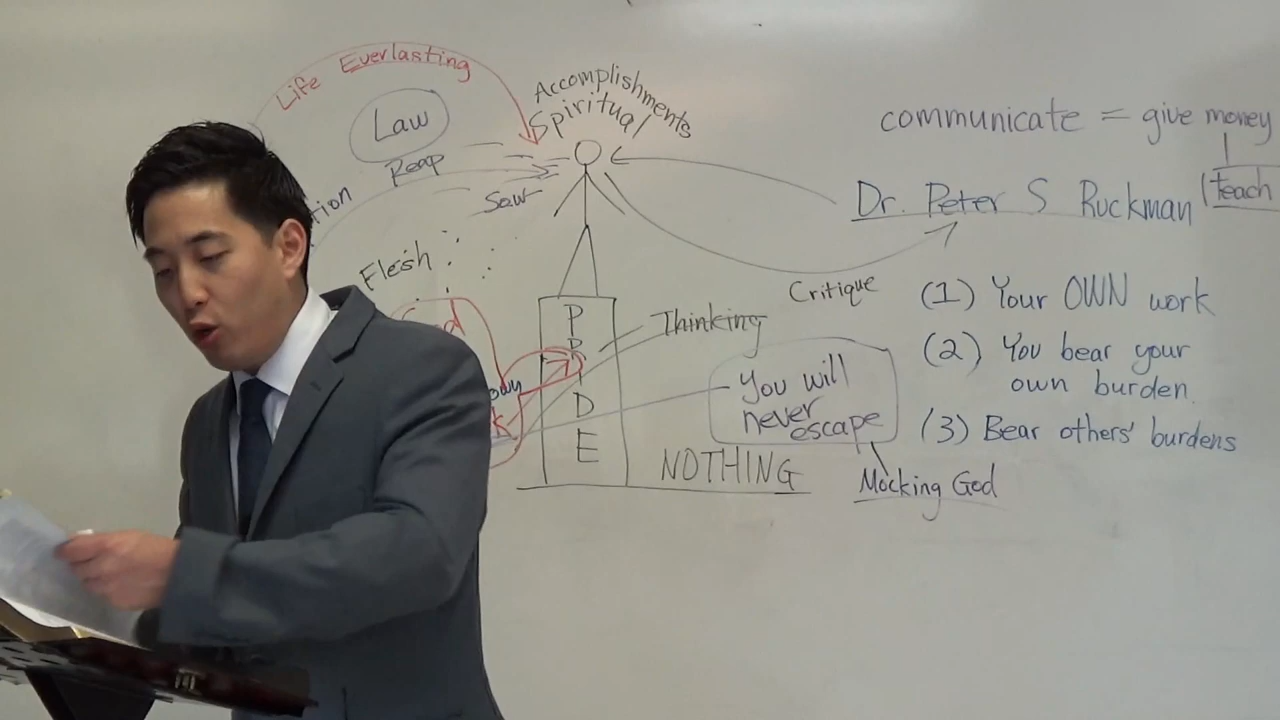 Life Everlasting
Accomplishments
Spiritual
Law
Reap
Sow
Flesh
communicate = give money
teach
Dr. Peter S Ruckman
Critique
(1) Your OWN work
(2) You bear your
own burden.
(3) Bear others' burdens
Thinking
P
R
I
D
E
You will
never
escape
NOTHING
Mocking God